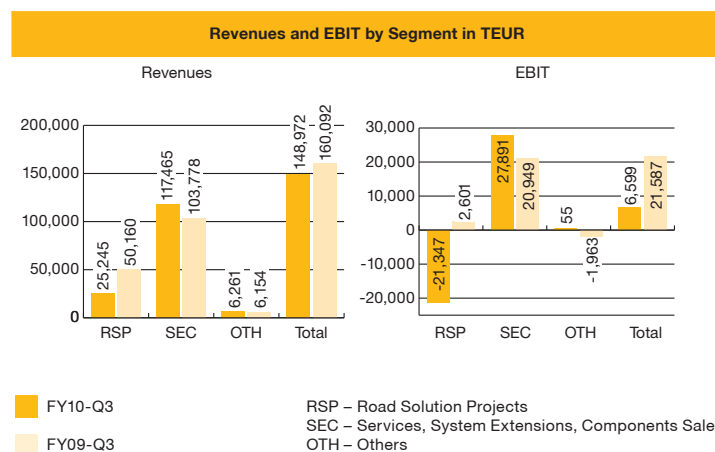 Revenues and EBIT by Segment in TEUR
Revenues
200,000
150,000
100,000
50,000
0
25,245
50,160
117,465
103,778
6,261
6,154
148,972
160,092
RSP
SEC
OTH
Total
EBIT
30,000
20,000
10,000
0
-10,000
-20,000
-21,347
2,601
27,891
20,949
55
-1,963
6,599
21,587
RSP
SEC
OTH
Total
FY10-Q3
FY09-Q3
RSP – Road Solution Projects
SEC – Services, System Extensions, Components Sale
OTH – Others